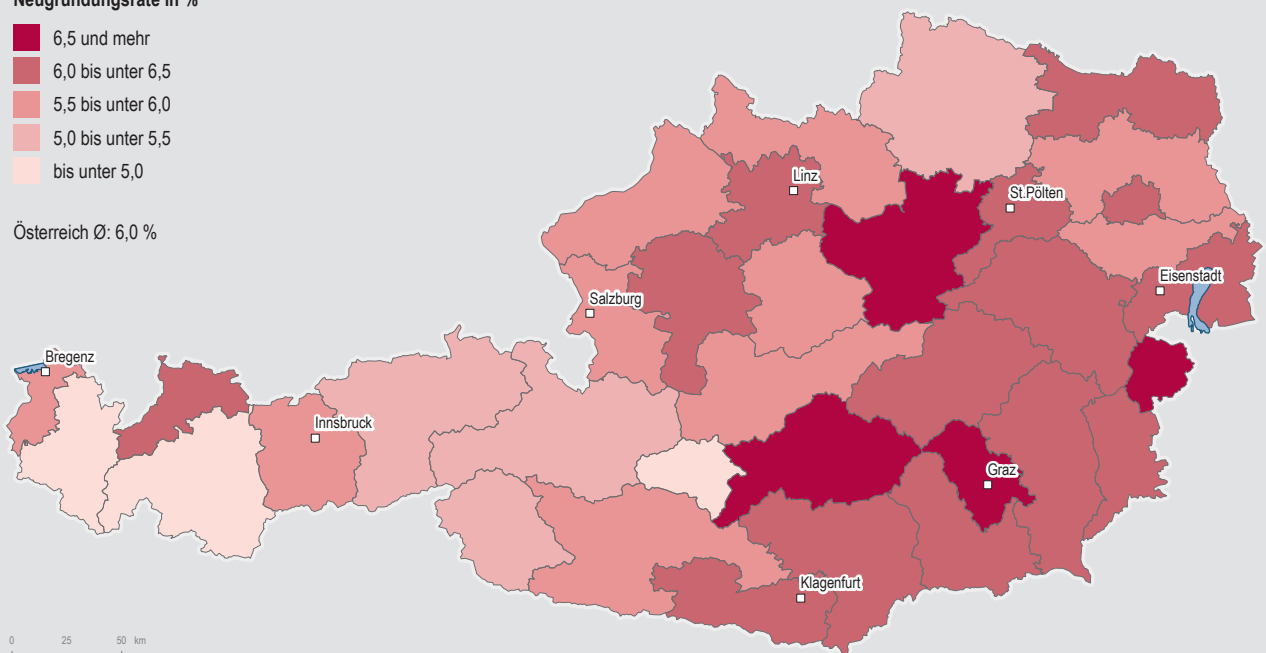 Neugründungsrate in %
6,5 und mehr
6,0 bis unter 6,5
5,5 bis unter 6,0
5,0 bis unter 5,5
bis unter 5,0
Österreich Ø: 6,0 %
Linz
St.Pölten
Eisenstadt
Salzburg
Bregenz
Innsbruck
Graz
Klagenfurt
0 25 50 km